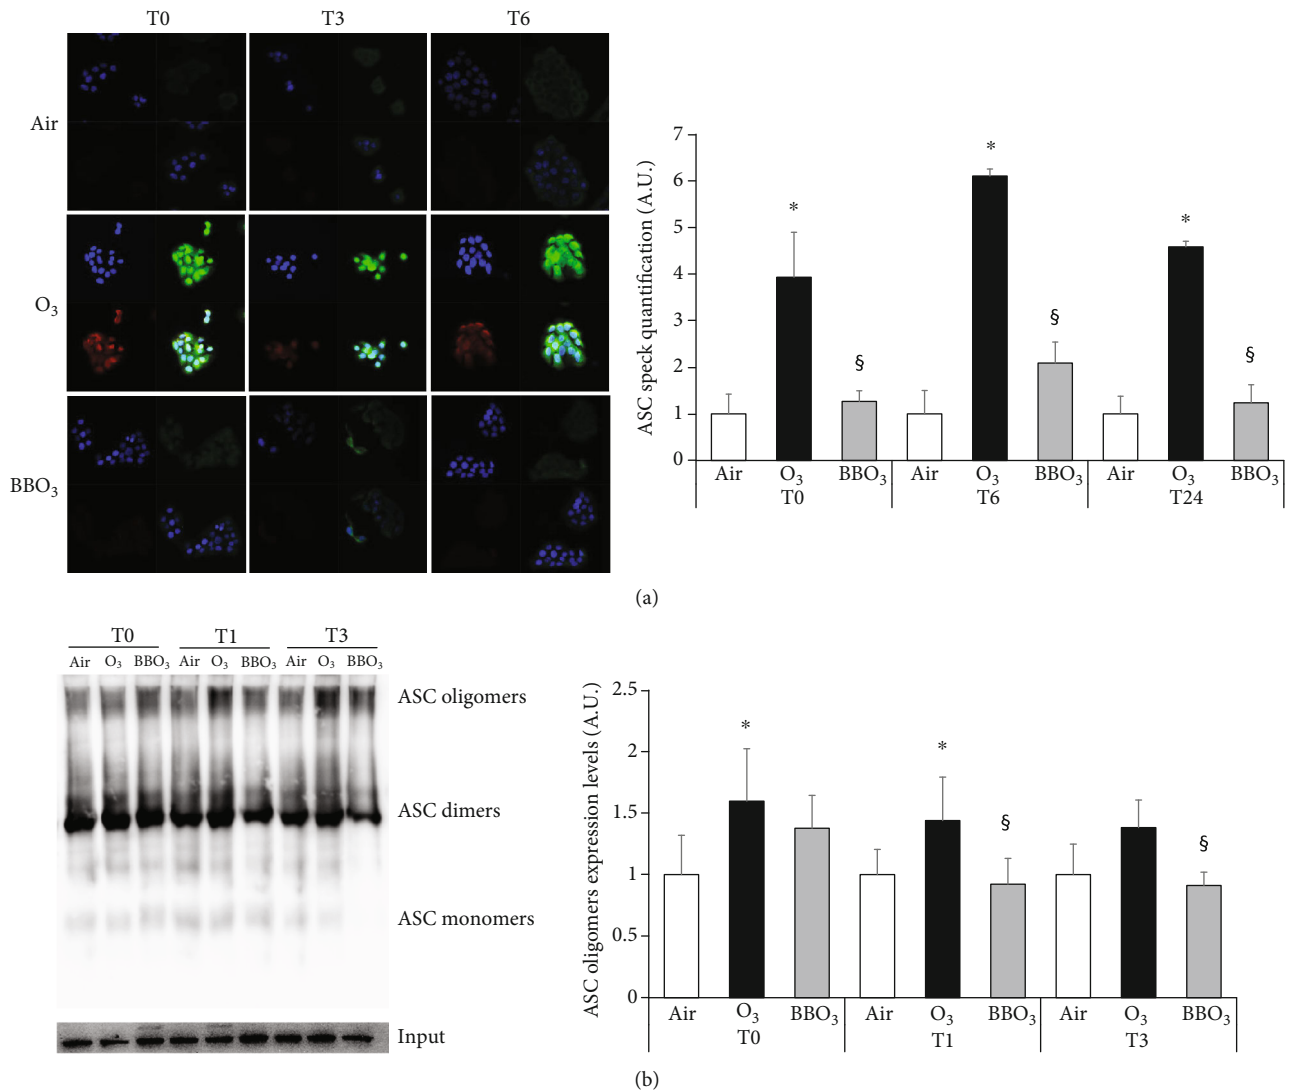 T0 T3 T6
Air
O₃
BBO₃
ASC speck quantification (A.U.)
7
6
5
4
3
2
1
0
* § * § * §
Air O₃ BBO₃ Air O₃ BBO₃ Air O₃ BBO₃
T0 T6 T24
(a)
T0 T1 T3
Air O₃ BBO₃ Air O₃ BBO₃ Air O₃ BBO₃
ASC oligomers
ASC dimers
ASC monomers
Input
ASC oligomers expression levels (A.U.)
2.5
2
1.5
1
0.5
0
* * § §
Air O₃ BBO₃ Air O₃ BBO₃ Air O₃ BBO₃
T0 T1 T3
(b)